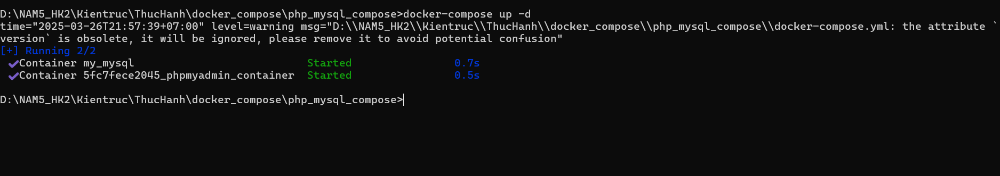 D:\NAM5_HK2\Kientruc\ThucHanh\docker_compose\php_mysql_compose>docker-compose up -d
time="2025-03-26T21:57:39+07:00" level=warning msg="D:\\NAM5_HK2\\Kientruc\\ThucHanh\\docker_compose\\php_mysql_compose\\docker-compose.yml: the attribute `
version` is obsolete, it will be ignored, please remove it to avoid potential confusion"
[+] Running 2/2
✔Container my_mysql Started 0.7s
✔Container 5fc7fece2045_phpmyadmin_container Started 0.5s
D:\NAM5_HK2\Kientruc\ThucHanh\docker_compose\php_mysql_compose>